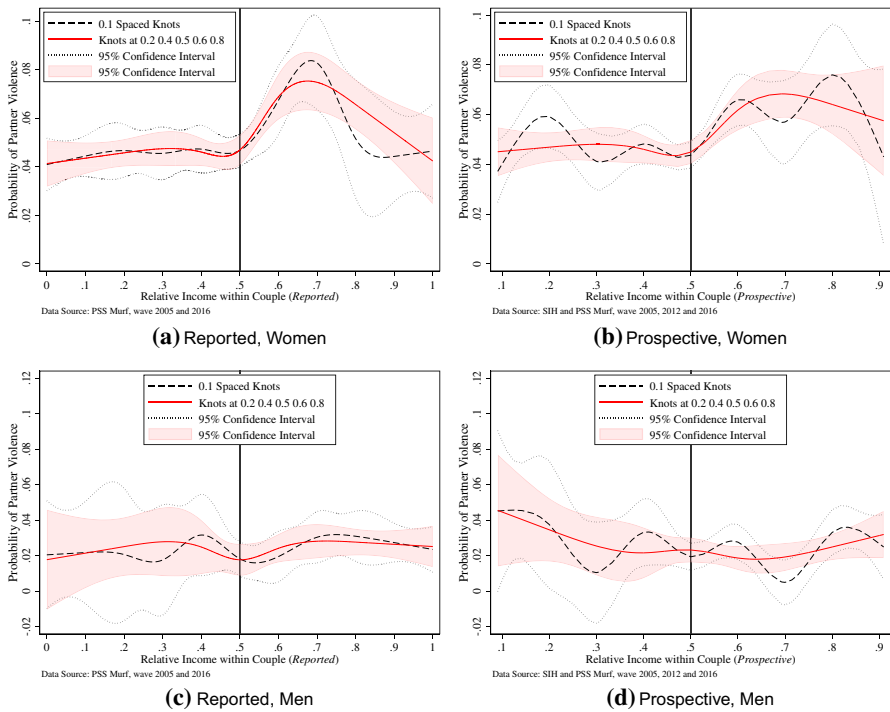 0.1 Spaced Knots
Knots at 0.2 0.4 0.5 0.6 0.8
95% Confidence Interval
95% Confidence Interval
Probability of Partner Violence
0 .02 .04 .06 .08 .1
0 .1 .2 .3 .4 .5 .6 .7 .8 .9 1
Relative Income within Couple (Reported)
Data Source: PSS Murf, wave 2005 and 2016
(a) Reported, Women
0.1 Spaced Knots
Knots at 0.2 0.4 0.5 0.6 0.8
95% Confidence Interval
95% Confidence Interval
Probability of Partner Violence
0 .02 .04 .06 .08 .1
.1 .2 .3 .4 .5 .6 .7 .8 .9
Relative Income within Couple (Prospective)
Data Source: SIH and PSS Murf, wave 2005, 2012 and 2016
(b) Prospective, Women
0.1 Spaced Knots
Knots at 0.2 0.4 0.5 0.6 0.8
95% Confidence Interval
95% Confidence Interval
Probability of Partner Violence
-.02 0 .02 .04 .06 .08 .1 .12
0 .1 .2 .3 .4 .5 .6 .7 .8 .9 1
Relative Income within Couple (Reported)
Data Source: PSS Murf, wave 2005 and 2016
(c) Reported, Men
0.1 Spaced Knots
Knots at 0.2 0.4 0.5 0.6 0.8
95% Confidence Interval
95% Confidence Interval
Probability of Partner Violence
-.02 0 .02 .04 .06 .08 .1 .12
.1 .2 .3 .4 .5 .6 .7 .8 .9
Relative Income within Couple (Prospective)
Data Source: SIH and PSS Murf, wave 2005, 2012 and 2016
(d) Prospective, Men